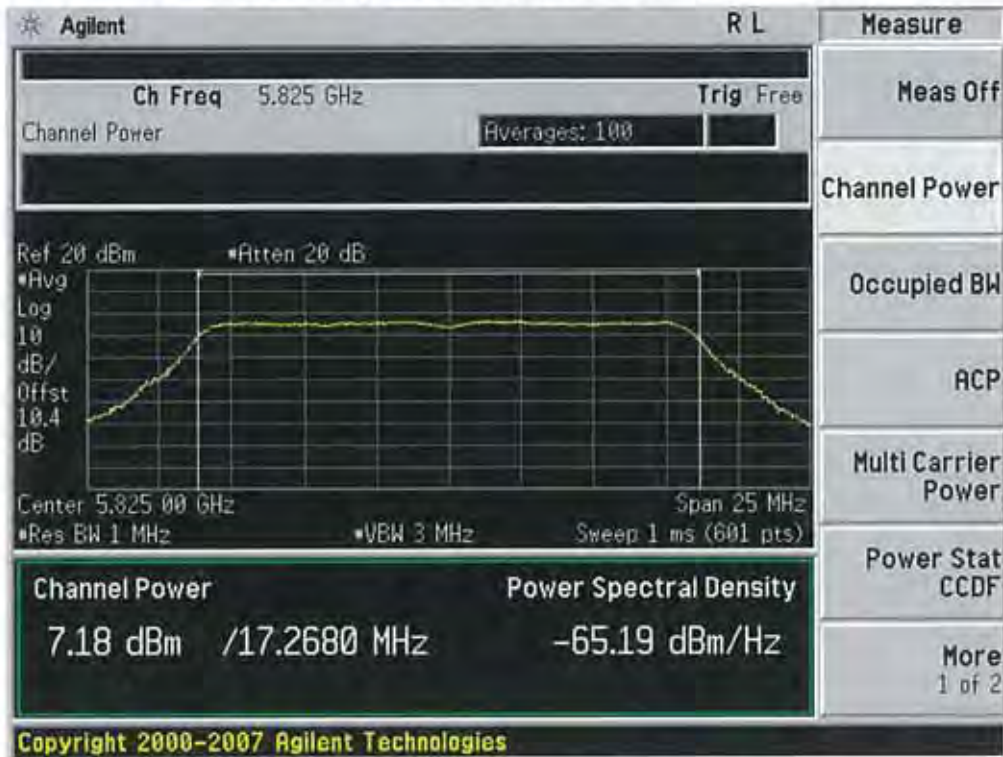 Agilent
R L
Measure
Ch Freq 5.825 GHz
Trig Free
Channel Power
Averages: 100
Meas Off
Channel Power
Occupied BW
ACP
Multi Carrier
Power
Power Stat
CCDF
More
1 of 2
Ref 20 dBm
*Atten 20 dB
*Avg
Log
10
dB/
Offst
10.4
dB
Center 5.825 00 GHz
Span 25 MHz
*Res BW 1 MHz
*VBW 3 MHz
Sweep 1 ms (601 pts)
Channel Power
Power Spectral Density
7.18 dBm /17.2680 MHz
-65.19 dBm/Hz
Copyright 2000-2007 Agilent Technologies